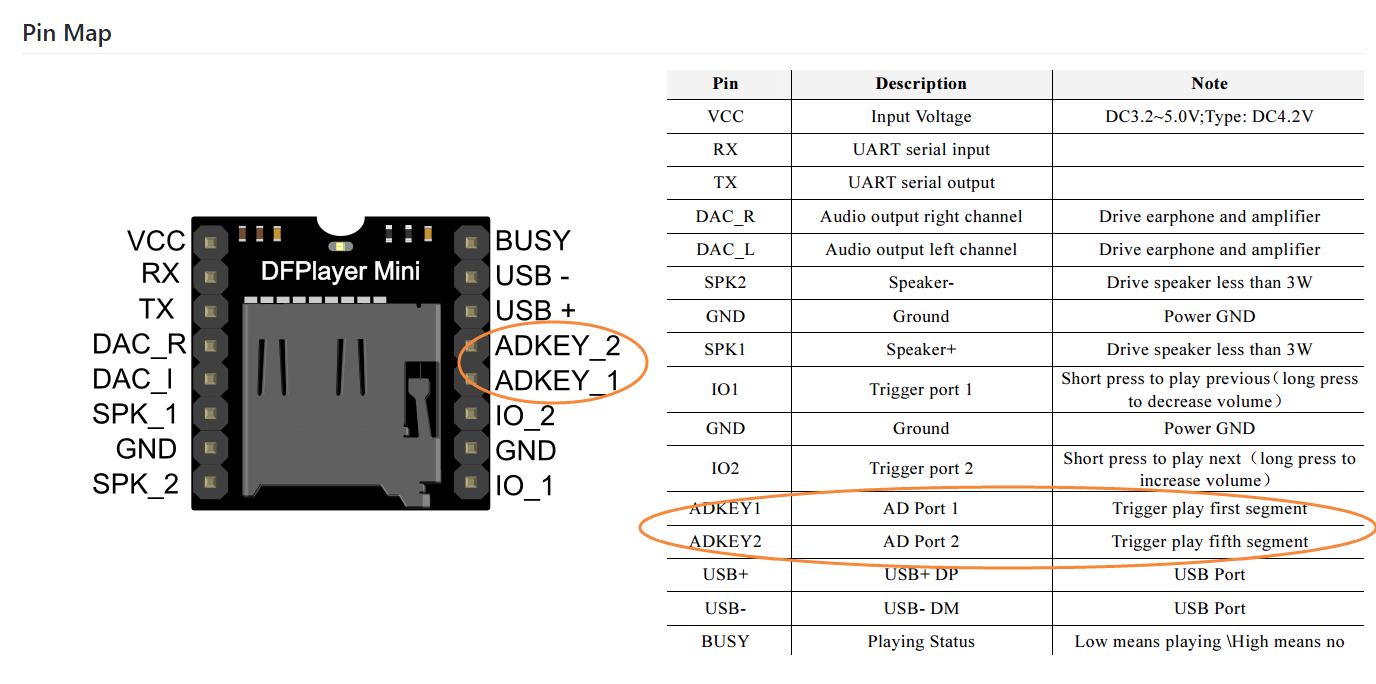 Pin Map
VCC
RX
TX
DAC_R
DAC_I
SPK_1
GND
SPK_2
DFPlayer Mini
BUSY
USB -
USB +
ADKEY_2
ADKEY_1
IO_2
GND
IO_1
Pin Description Note
VCC Input Voltage DC3.2~5.0V;Type: DC4.2V
RX UART serial input
TX UART serial output
DAC_R Audio output right channel Drive earphone and amplifier
DAC_L Audio output left channel Drive earphone and amplifier
SPK2 Speaker- Drive speaker less than 3W
GND Ground Power GND
SPK1 Speaker+ Drive speaker less than 3W
IO1 Trigger port 1 Short press to play previous（long press
to decrease volume）
GND Ground Power GND
IO2 Trigger port 2 Short press to play next（long press to
increase volume）
ADKEY1 AD Port 1 Trigger play first segment
ADKEY2 AD Port 2 Trigger play fifth segment
USB+ USB+ DP USB Port
USB- USB- DM USB Port
BUSY Playing Status Low means playing \High means no